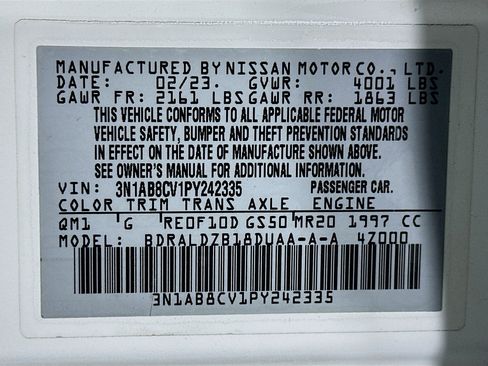 MANUFACTURED BY NISSAN MOTOR CO., LTD.
DATE: 02/23. GVWR: 4001 LBS
GAWR FR: 2161 LBS GAWR RR: 1863 LBS
THIS VEHICLE CONFORMS TO ALL APPLICABLE FEDERAL MOTOR
VEHICLE SAFETY, BUMPER AND THEFT PREVENTION STANDARDS
IN EFFECT ON THE DATE OF MANUFACTURE SHOWN ABOVE.
SEE OWNER'S MANUAL FOR ADDITIONAL INFORMATION.
VIN: 3N1AB8CV1PY242335 PASSENGER CAR.
COLOR TRIM TRANS AXLE ENGINE
QM1 G RE0F10D GS50 MR20 1997 CC
MODEL: BDRALDZB18DUAA-A-A 4Z000
3N1AB8CV1PY242335